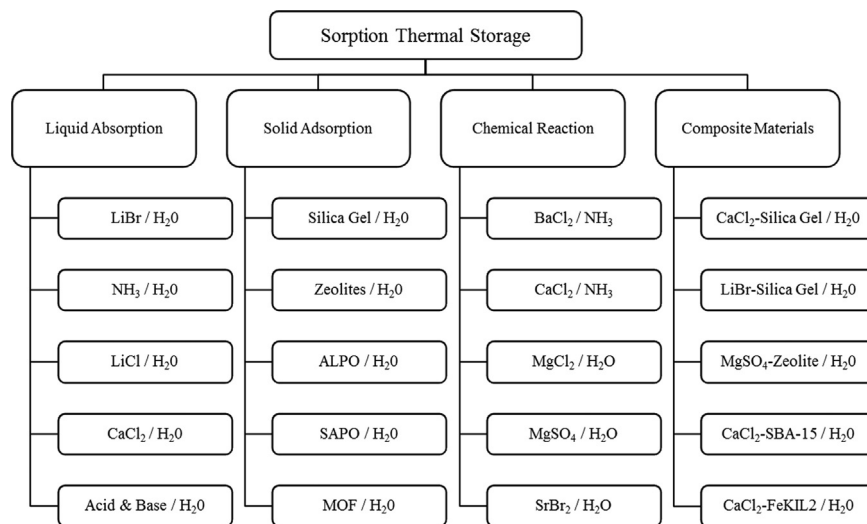 Sorption Thermal Storage
Liquid Absorption
Solid Adsorption
Chemical Reaction
Composite Materials
LiBr / H₂0
Silica Gel / H₂0
BaCl₂ / NH₃
CaCl₂-Silica Gel / H₂0
NH₃ / H₂0
Zeolites / H₂0
CaCl₂ / NH₃
LiBr-Silica Gel / H₂0
LiCl / H₂0
ALPO / H₂0
MgCl₂ / H₂O
MgSO₄-Zeolite / H₂0
CaCl₂ / H₂0
SAPO / H₂0
MgSO₄ / H₂O
CaCl₂-SBA-15 / H₂0
Acid & Base / H₂0
MOF / H₂0
SrBr₂ / H₂O
CaCl₂-FeKIL2 / H₂0